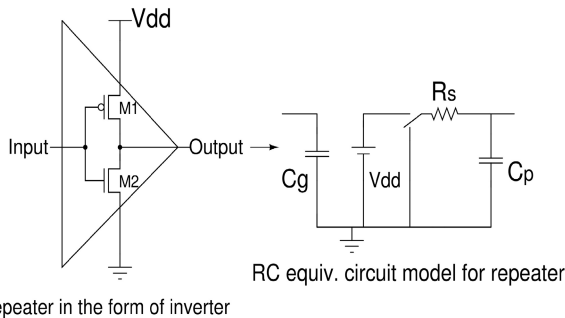 Vdd
M1
Input
Output
M2
Rs
Cg
Vdd
Cp
RC equiv. circuit model for repeater
epeater in the form of inverter